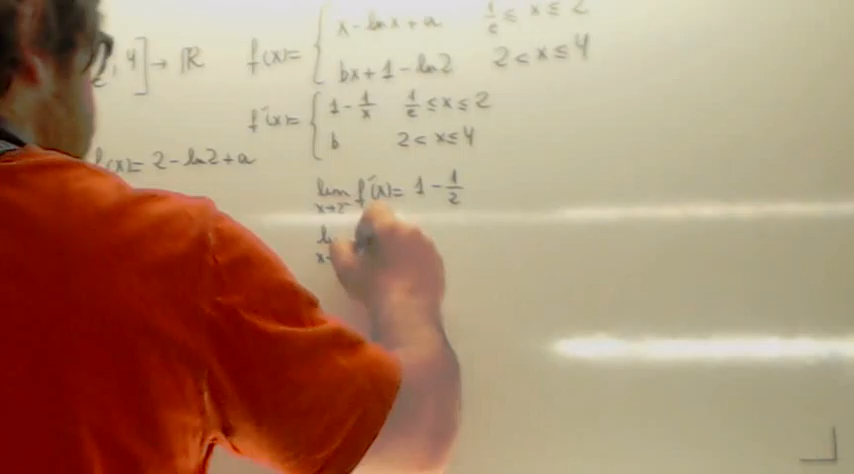 , 4] → ℝ f(x)= { x - lnx + a 1/e ≤ x ≤ 2
bx + 1 - ln2 2 < x ≤ 4
f'(x)= { 1 - 1/x 1/e ≤ x ≤ 2
b 2 < x ≤ 4
(x)= 2 - ln2 + a
lim x→2⁻ f'(x)= 1 - 1/2